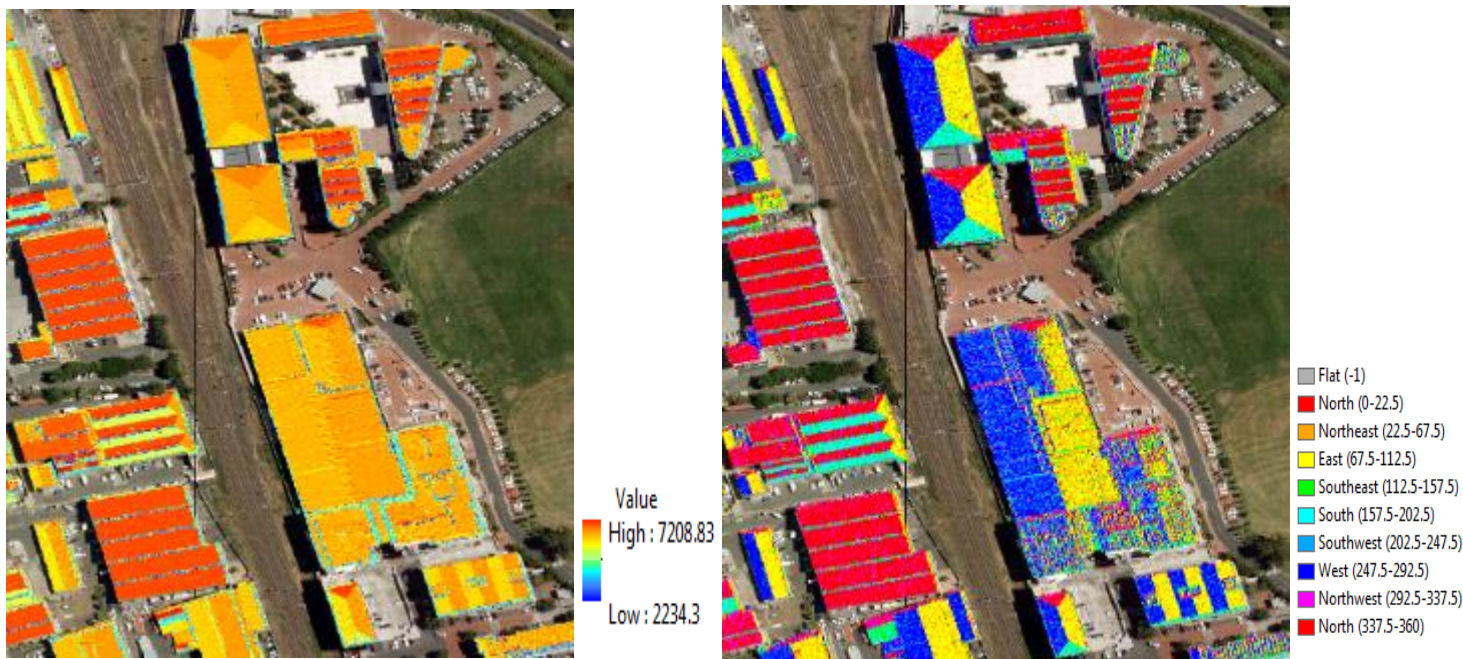 Value
High : 7208.83
Low : 2234.3
Flat (-1)
North (0-22.5)
Northeast (22.5-67.5)
East (67.5-112.5)
Southeast (112.5-157.5)
South (157.5-202.5)
Southwest (202.5-247.5)
West (247.5-292.5)
Northwest (292.5-337.5)
North (337.5-360)